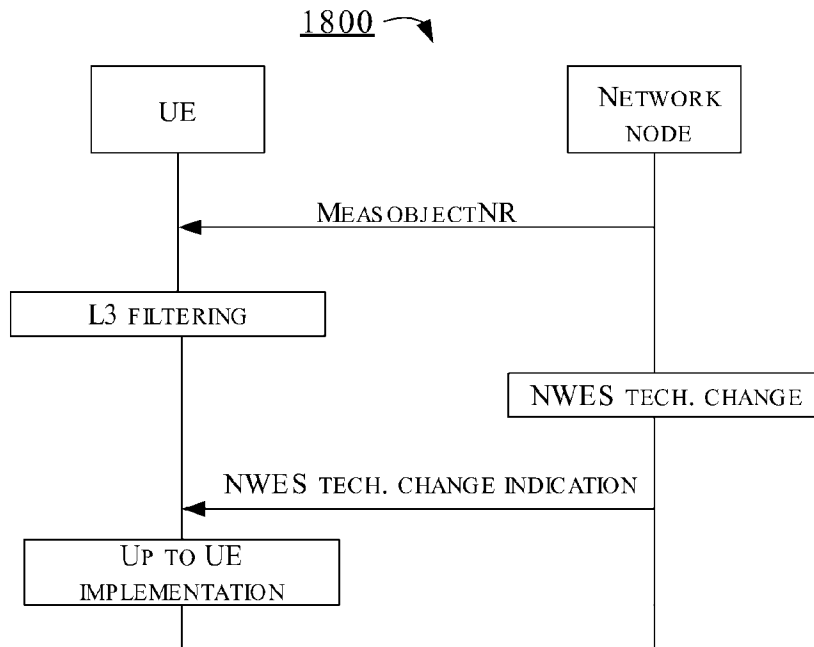 1800
UE
NETWORK
NODE
MEASOBJECTNR
L3 FILTERING
NWES TECH. CHANGE
NWES TECH. CHANGE INDICATION
UP TO UE
IMPLEMENTATION